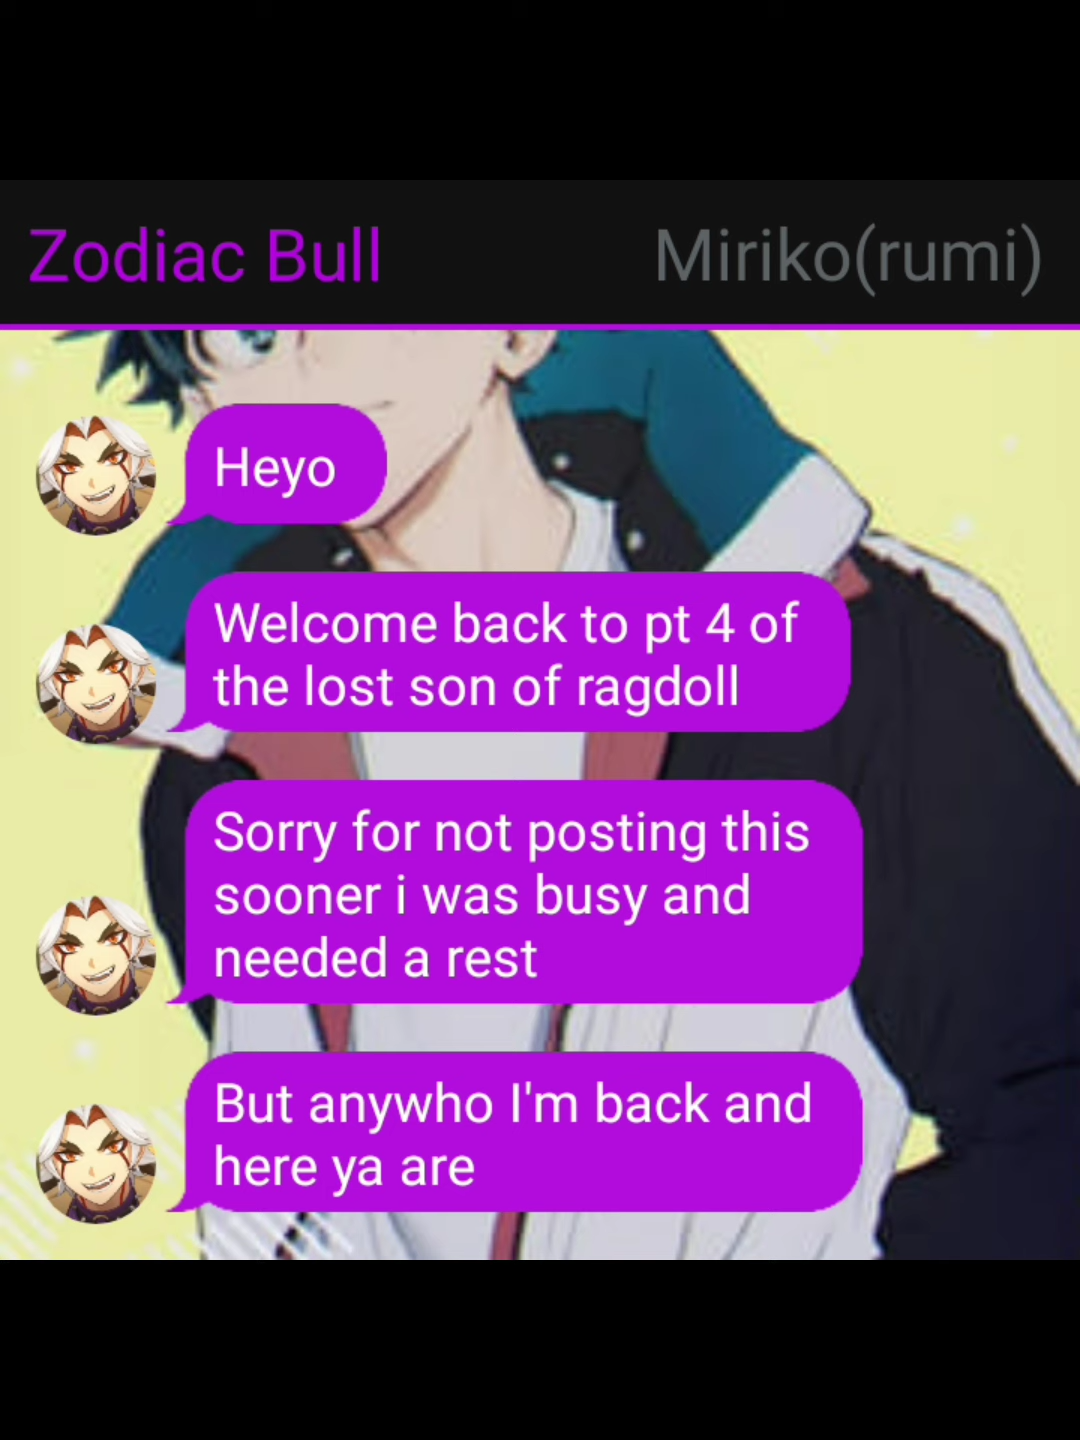 Zodiac Bull
Miriko(rumi)
Heyo
Welcome back to pt 4 of
the lost son of ragdoll
Sorry for not posting this
sooner i was busy and
needed a rest
But anywho I'm back and
here ya are